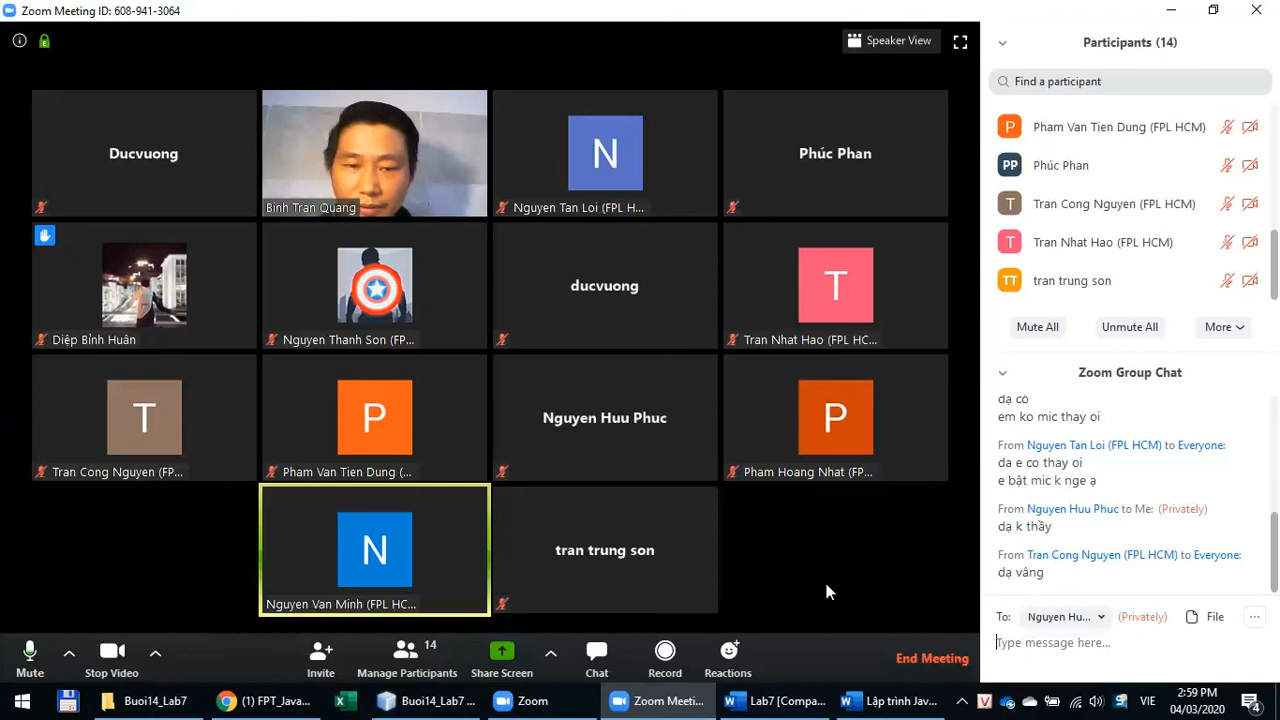 Zoom Meeting ID: 608-941-3064
Speaker View
Ducvuong
Binh Tran Quang
N
Nguyen Tan Loi (FPL H...
Phúc Phan
Diệp Bỉnh Huân
Nguyen Thanh Son (FP...
ducvuong
T
Tran Nhat Hao (FPL HC...
T
Tran Cong Nguyen (FP...
P
Pham Van Tien Dung (...
Nguyen Huu Phuc
P
Pham Hoang Nhat (FP...
N
Nguyen Van Minh (FPL HC...
tran trung son
Mute
Stop Video
Invite
14
Manage Participants
Share Screen
Chat
Record
Reactions
End Meeting
Participants (14)
Find a participant
P Pham Van Tien Dung (FPL HCM)
PP Phúc Phan
T Tran Cong Nguyen (FPL HCM)
T Tran Nhat Hao (FPL HCM)
TT tran trung son
Mute All Unmute All More
Zoom Group Chat
dạ có
em ko mic thay oi
From Nguyen Tan Loi (FPL HCM) to Everyone:
da e co thay oi
e bật mic k nge ạ
From Nguyen Huu Phuc to Me: (Privately)
dạ k thầy
From Tran Cong Nguyen (FPL HCM) to Everyone:
dạ vâng
To: Nguyen Hu... (Privately) File ...
Type message here...
Buoi14_Lab7
(1) FPT_Java...
Buoi14_Lab7 ...
Zoom
Zoom Meeti...
Lab7 [Compa...
Lập trình Jav...
VIE
2:59 PM
04/03/2020
4